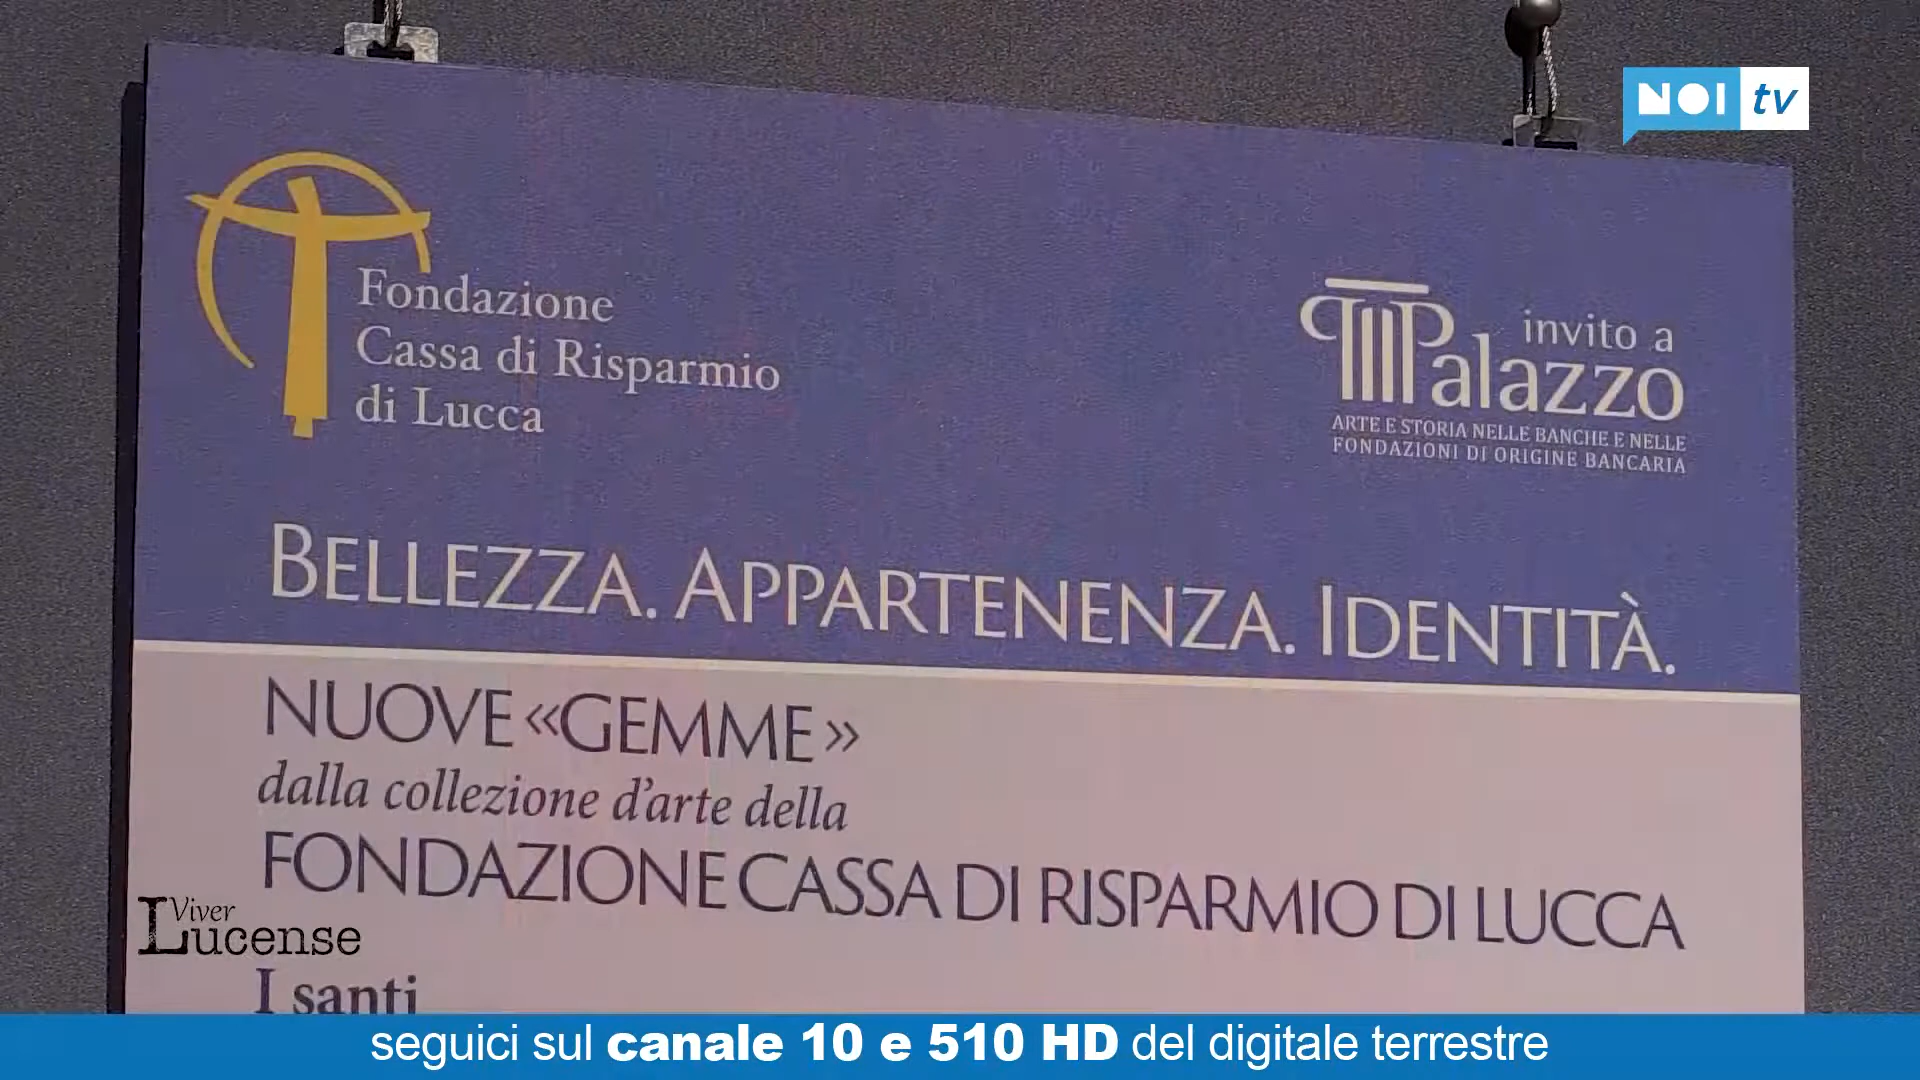 NOI tv
Fondazione
Cassa di Risparmio
di Lucca
invito a
Palazzo
ARTE E STORIA NELLE BANCHE E NELLE
FONDAZIONI DI ORIGINE BANCARIA
BELLEZZA. APPARTENENZA. IDENTITÀ.
NUOVE «GEMME»
dalla collezione d'arte della
FONDAZIONE CASSA DI RISPARMIO DI LUCCA
Viver
Lucense
I santi
seguici sul canale 10 e 510 HD del digitale terrestre